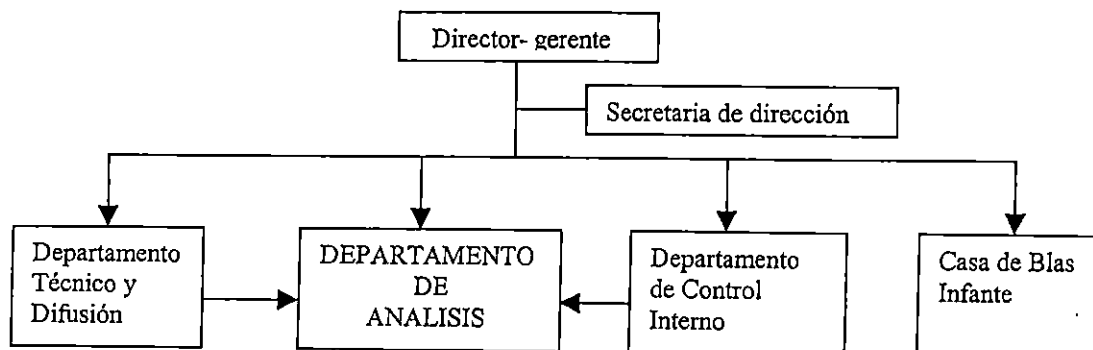 Director- gerente
Secretaria de dirección
Departamento
Técnico y
Difusión
DEPARTAMENTO
DE
ANALISIS
Departamento
de Control
Interno
Casa de Blas
Infante